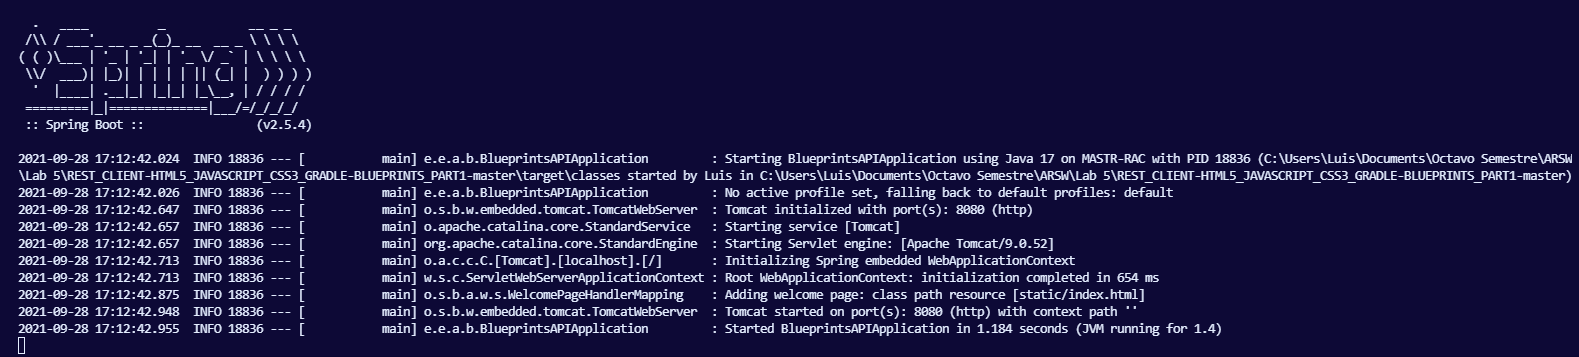 .   ____          _            __ _ _
 /\\ / ___'_ __ _ _(_)_ __  __ _ \ \ \ \
( ( )\___ | '_ | '_| | '_ \/ _` | \ \ \ \
 \\/  ___)| |_)| | | | | || (_| |  ) ) ) )
  '  |____| .__|_| |_|_| |_\__, | / / / /
 =========|_|==============|___/=/_/_/_/
 :: Spring Boot ::                (v2.5.4)

2021-09-28 17:12:42.024  INFO 18836 --- [           main] e.e.a.b.BlueprintsAPIApplication         : Starting BlueprintsAPIApplication using Java 17 on MASTR-RAC with PID 18836 (C:\Users\Luis\Documents\Octavo Semestre\ARSW
\Lab 5\REST_CLIENT-HTML5_JAVASCRIPT_CSS3_GRADLE-BLUEPRINTS_PART1-master\target\classes started by Luis in C:\Users\Luis\Documents\Octavo Semestre\ARSW\Lab 5\REST_CLIENT-HTML5_JAVASCRIPT_CSS3_GRADLE-BLUEPRINTS_PART1-master)
2021-09-28 17:12:42.026  INFO 18836 --- [           main] e.e.a.b.BlueprintsAPIApplication         : No active profile set, falling back to default profiles: default
2021-09-28 17:12:42.647  INFO 18836 --- [           main] o.s.b.w.embedded.tomcat.TomcatWebServer  : Tomcat initialized with port(s): 8080 (http)
2021-09-28 17:12:42.657  INFO 18836 --- [           main] o.apache.catalina.core.StandardService   : Starting service [Tomcat]
2021-09-28 17:12:42.657  INFO 18836 --- [           main] org.apache.catalina.core.StandardEngine  : Starting Servlet engine: [Apache Tomcat/9.0.52]
2021-09-28 17:12:42.713  INFO 18836 --- [           main] o.a.c.c.C.[Tomcat].[localhost].[/]       : Initializing Spring embedded WebApplicationContext
2021-09-28 17:12:42.713  INFO 18836 --- [           main] w.s.c.ServletWebServerApplicationContext : Root WebApplicationContext: initialization completed in 654 ms
2021-09-28 17:12:42.875  INFO 18836 --- [           main] o.s.b.a.w.s.WelcomePageHandlerMapping    : Adding welcome page: class path resource [static/index.html]
2021-09-28 17:12:42.948  INFO 18836 --- [           main] o.s.b.w.embedded.tomcat.TomcatWebServer  : Tomcat started on port(s): 8080 (http) with context path ''
2021-09-28 17:12:42.955  INFO 18836 --- [           main] e.e.a.b.BlueprintsAPIApplication         : Started BlueprintsAPIApplication in 1.184 seconds (JVM running for 1.4)